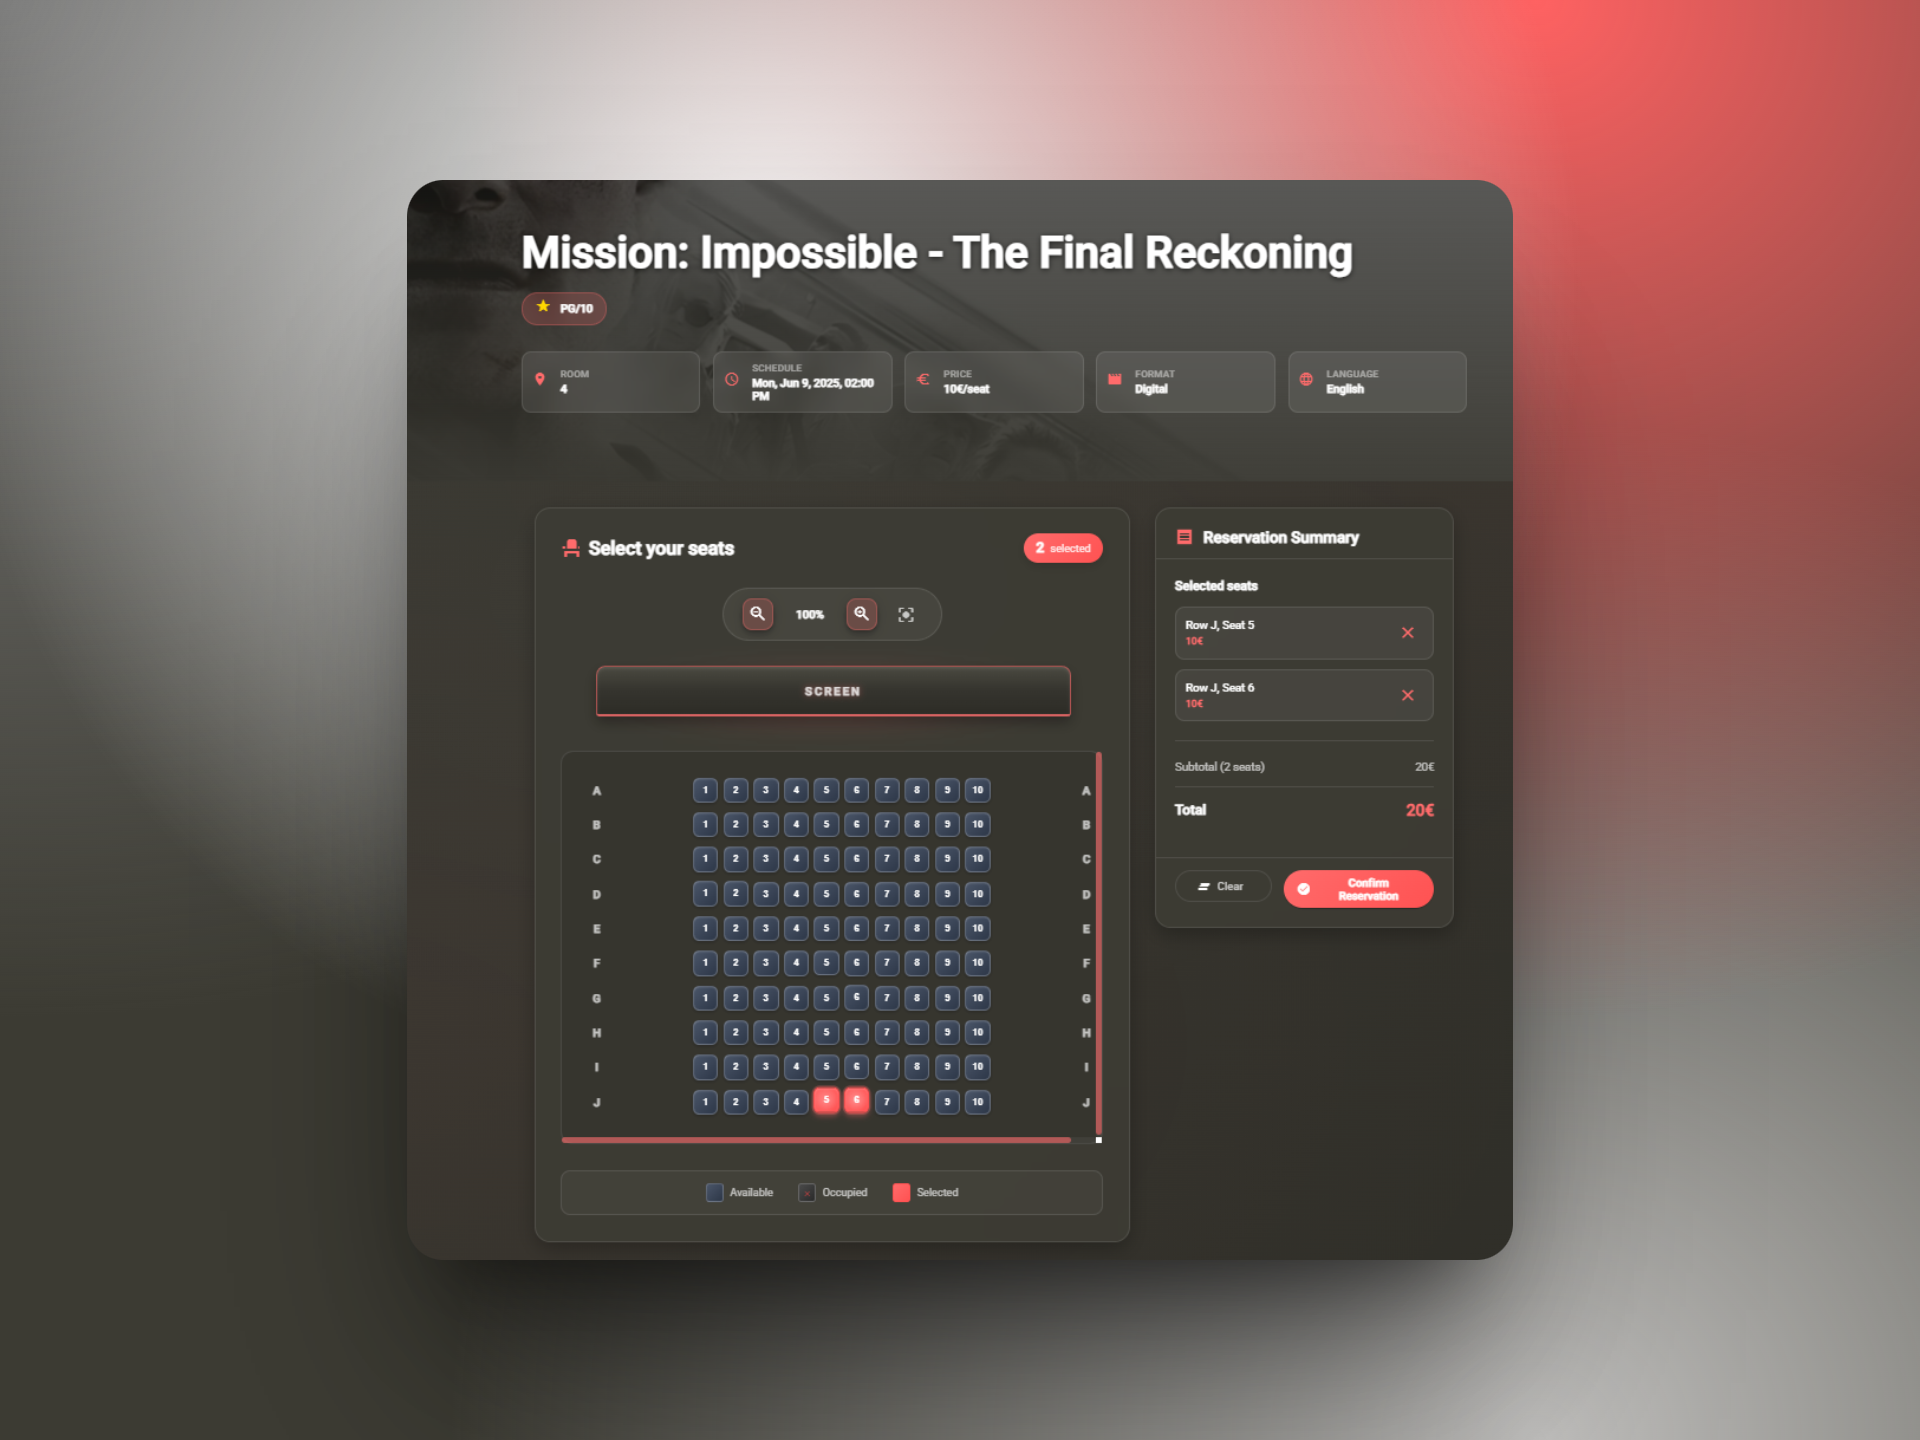 Mission: Impossible - The Final Reckoning
PG/10
ROOM
4
SCHEDULE
Mon, Jun 9, 2025, 02:00
PM
PRICE
10€/seat
FORMAT
Digital
LANGUAGE
English
Select your seats
2 selected
100%
SCREEN
A 1 2 3 4 5 6 7 8 9 10 A
B 1 2 3 4 5 6 7 8 9 10 B
C 1 2 3 4 5 6 7 8 9 10 C
D 1 2 3 4 5 6 7 8 9 10 D
E 1 2 3 4 5 6 7 8 9 10 E
F 1 2 3 4 5 6 7 8 9 10 F
G 1 2 3 4 5 6 7 8 9 10 G
H 1 2 3 4 5 6 7 8 9 10 H
I 1 2 3 4 5 6 7 8 9 10 I
J 1 2 3 4 5 6 7 8 9 10 J
Available Occupied Selected
Reservation Summary
Selected seats
Row J, Seat 5
10€
Row J, Seat 6
10€
Subtotal (2 seats) 20€
Total 20€
Clear
Confirm
Reservation